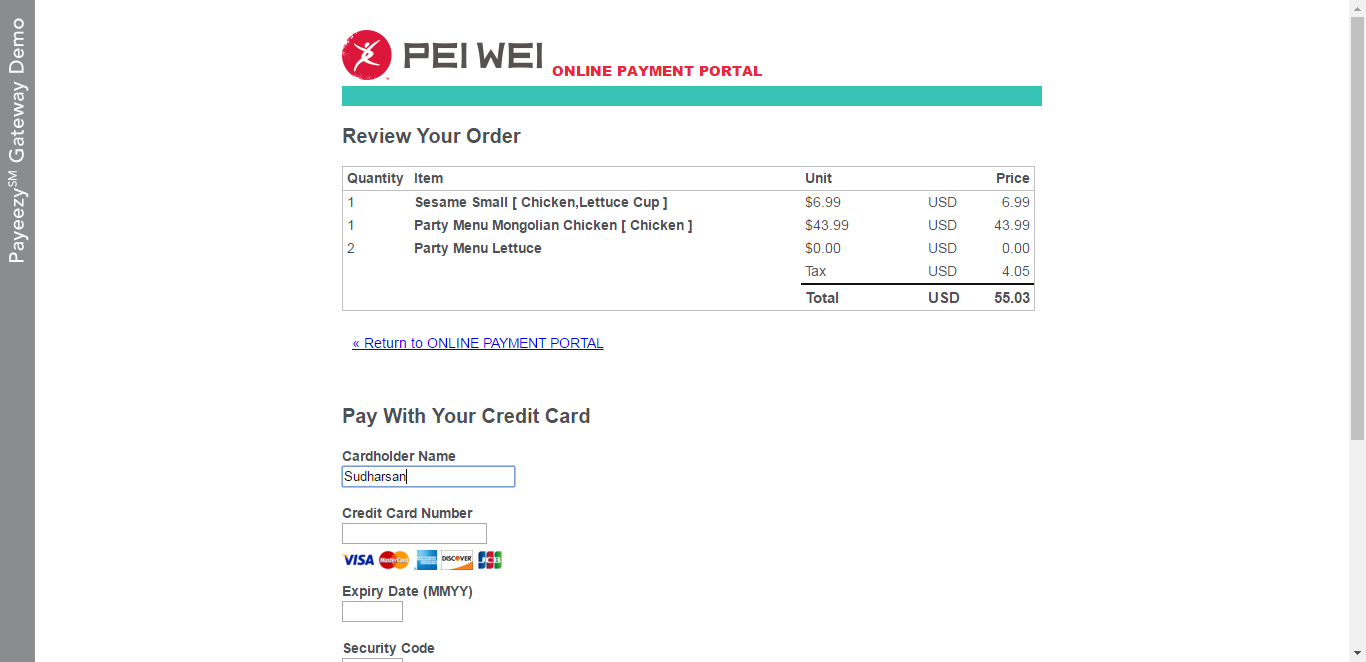 Payeezy℠ Gateway Demo
PEI WEI ONLINE PAYMENT PORTAL
Review Your Order
Quantity Item Unit Price
1 Sesame Small [ Chicken,Lettuce Cup ] $6.99 USD 6.99
1 Party Menu Mongolian Chicken [ Chicken ] $43.99 USD 43.99
2 Party Menu Lettuce $0.00 USD 0.00
Tax USD 4.05
Total USD 55.03
« Return to ONLINE PAYMENT PORTAL
Pay With Your Credit Card
Cardholder Name
Sudharsan
Credit Card Number
VISA MasterCard DISCOVER JCB
Expiry Date (MMYY)
Security Code